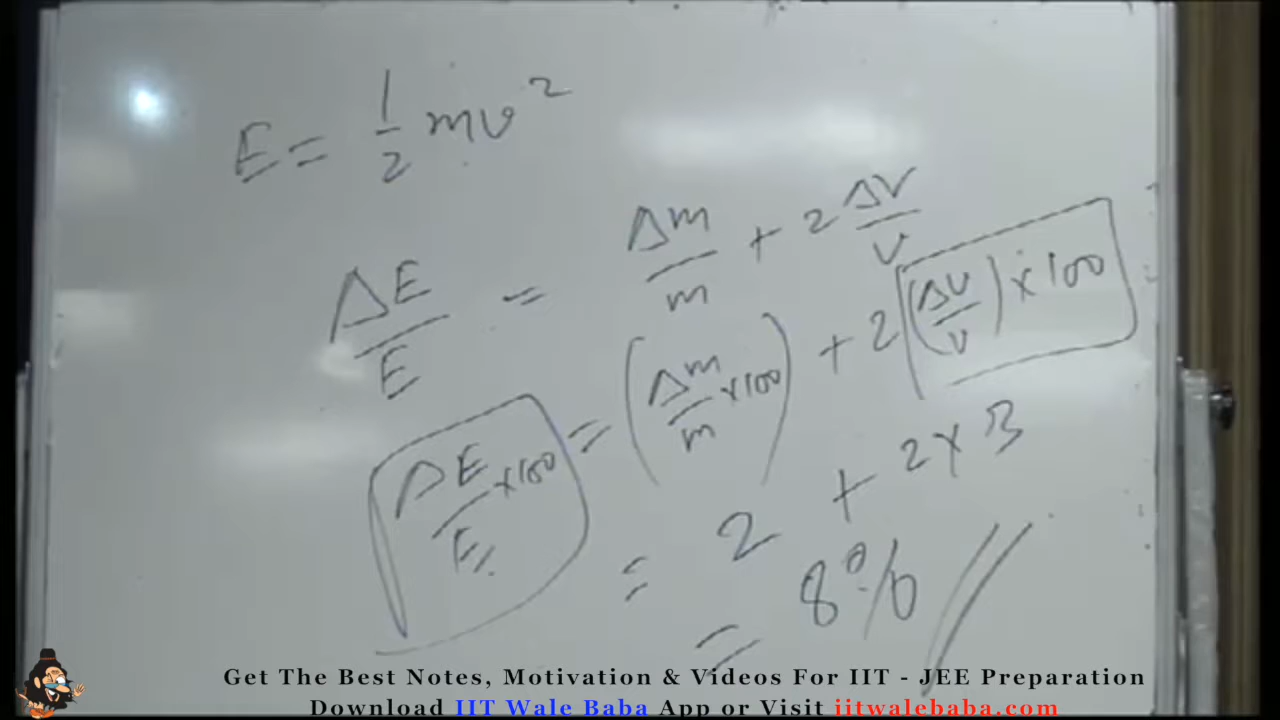 E = 1/2 mv²
ΔE/E = Δm/m + 2 ΔV/V
ΔE/E ×100 = (Δm/m ×100) + 2 (ΔV/V) ×100
= 2 + 2×3
= 8%
Get The Best Notes, Motivation & Videos For IIT - JEE Preparation
Download IIT Wale Baba App or Visit iitwalebaba.com